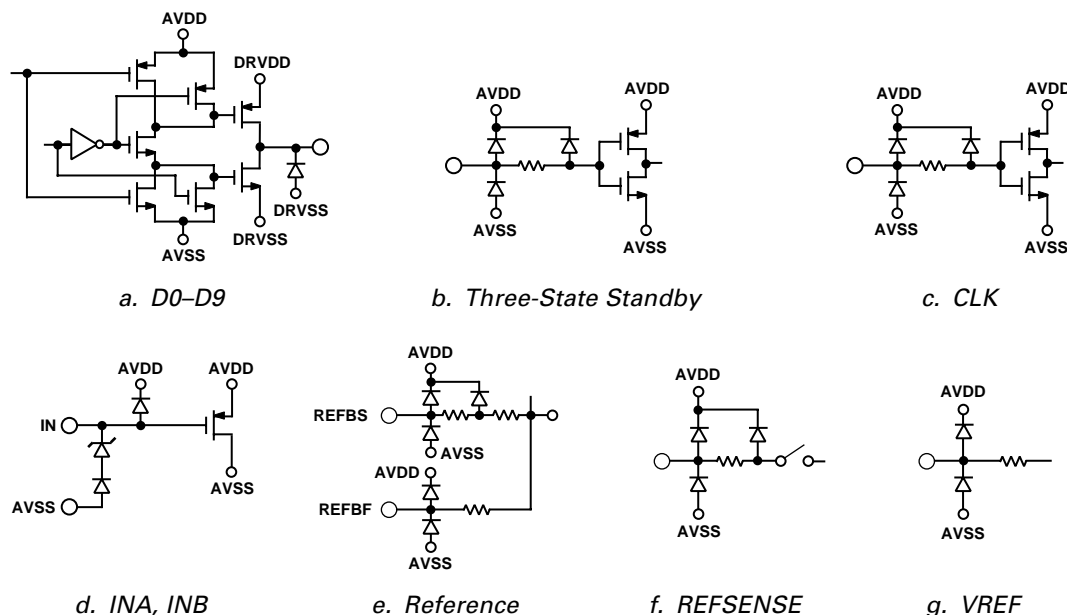 AVDD
DRVDD
DRVSS
DRVSS
AVSS
a. D0–D9
AVDD
AVDD
AVSS
AVSS
b. Three-State Standby
AVDD
AVDD
AVSS
AVSS
c. CLK
AVDD
AVDD
IN
AVSS
AVSS
d. INA, INB
AVDD
REFBS
AVSS
AVDD
REFBF
AVSS
e. Reference
AVDD
AVSS
f. REFSENSE
AVDD
AVSS
g. VREF